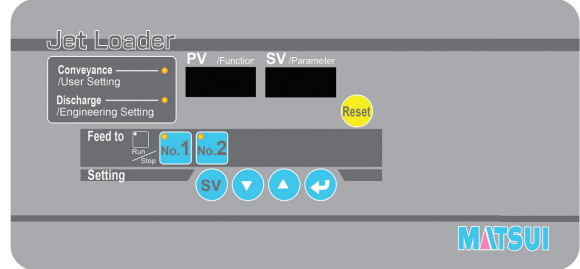 Jet Loader
PV /Function SV /Parameter
Conveyance
/User Setting
Discharge
/Engineering Setting
Reset
Feed to Run/Stop No.1 No.2
Setting SV
MATSUI